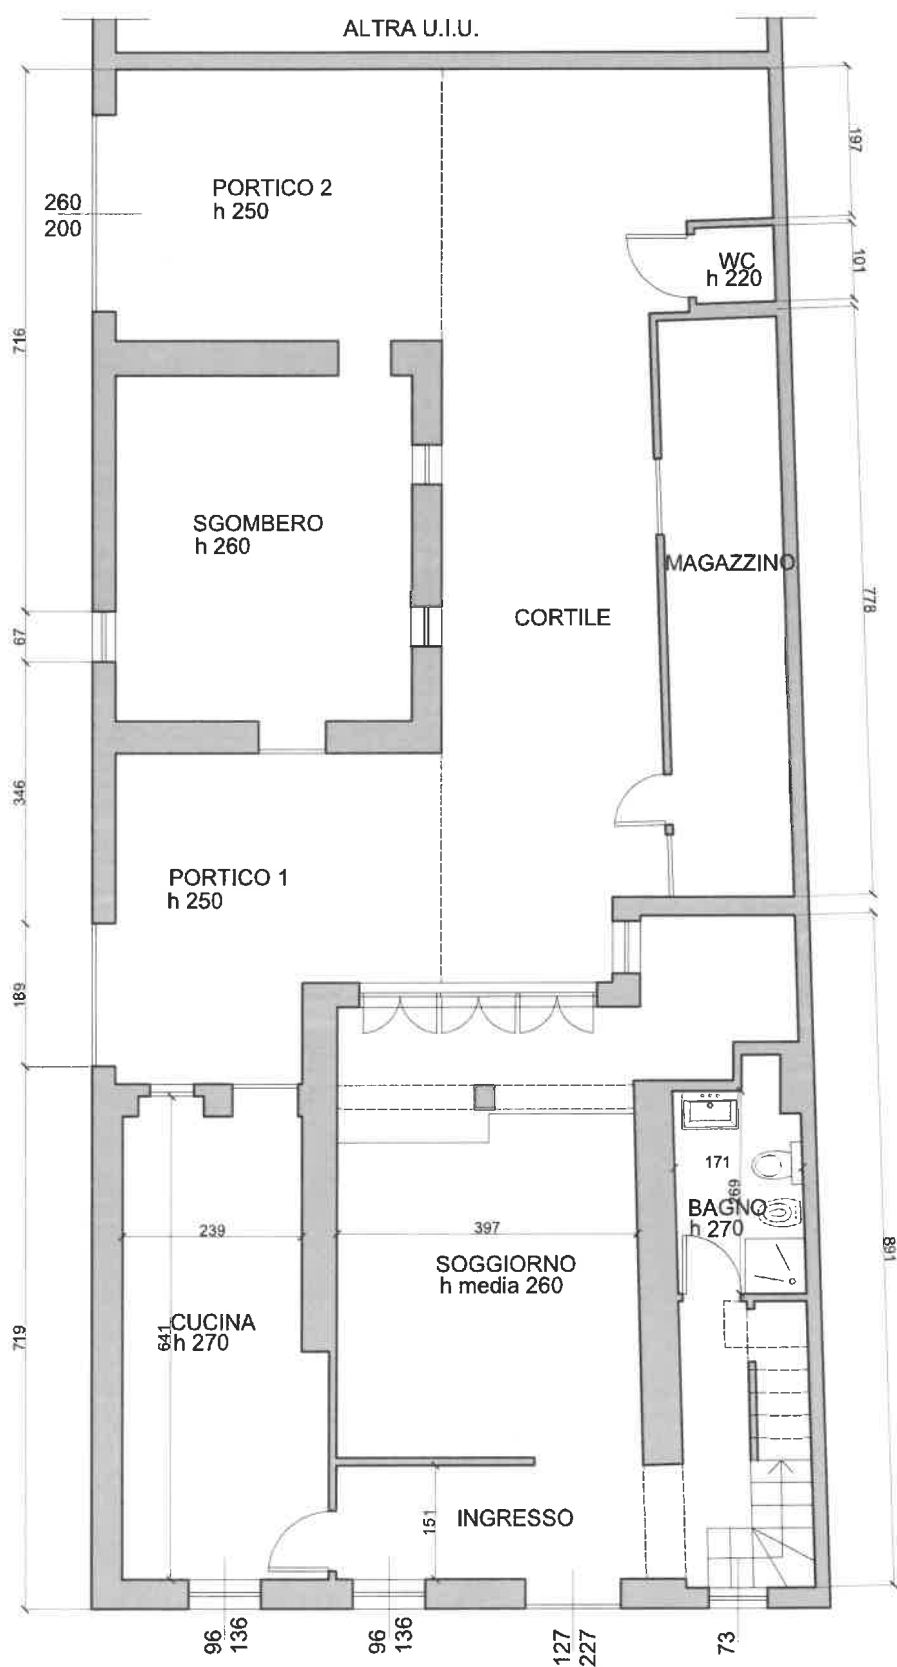 ALTRA U.I.U.
197
PORTICO 2
h 250
260
200
WC
h 220
101
716
SGOMBERO
h 260
MAGAZZINO
778
CORTILE
67
346
PORTICO 1
h 250
189
171
269
BAGNO
h 270
239
397
SOGGIORNO
h media 260
891
CUCINA
h 270
641
719
151
INGRESSO
96
136
96
136
127
227
73